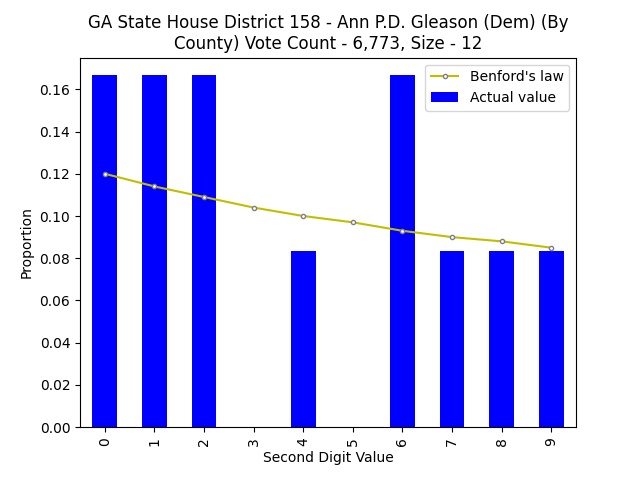 GA State House District 158 - Ann P.D. Gleason (Dem) (By
County) Vote Count - 6,773, Size - 12
Benford's law
Actual value
Proportion
0.16
0.14
0.12
0.10
0.08
0.06
0.04
0.02
0.00
0 1 2 3 4 5 6 7 8 9
Second Digit Value